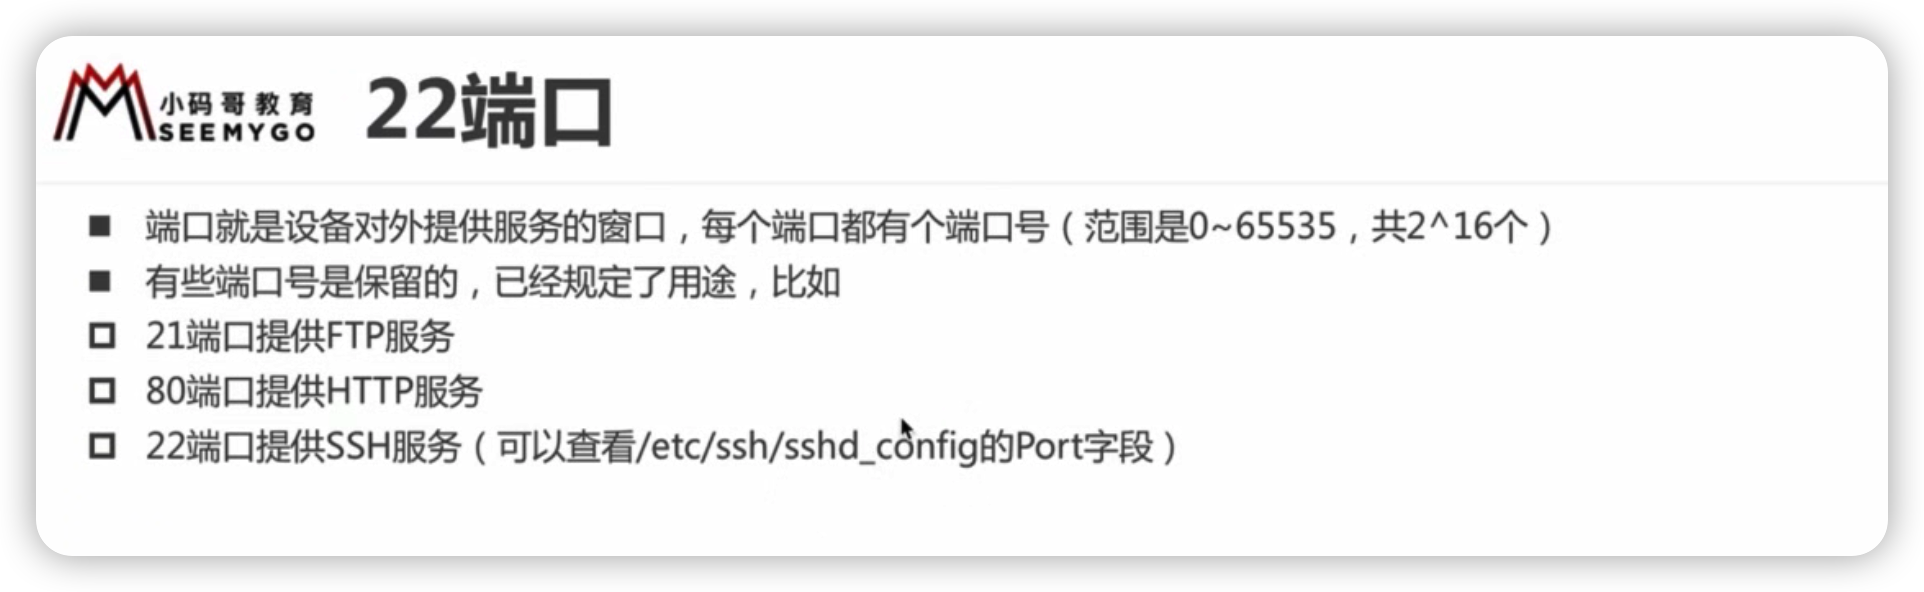 小码哥教育
SEEMYGO
22端口
端口就是设备对外提供服务的窗口，每个端口都有个端口号（范围是0~65535，共2^16个）
有些端口号是保留的，已经规定了用途，比如
21端口提供FTP服务
80端口提供HTTP服务
22端口提供SSH服务（可以查看/etc/ssh/sshd_config的Port字段）